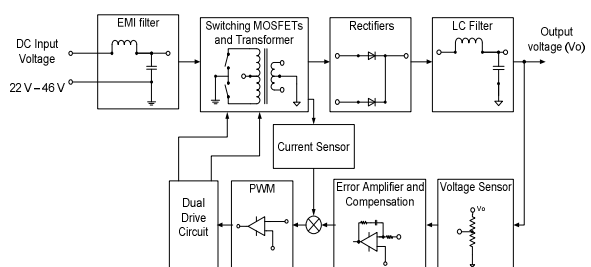 EMI filter
Switching MOSFETs
and Transformer
Rectifiers
LC Filter
Output
voltage (Vo)
DC Input
Voltage
22 V – 46 V
Current Sensor
Dual
Drive
Circuit
PWM
Error Amplifier and
Compensation
Voltage Sensor
Vo